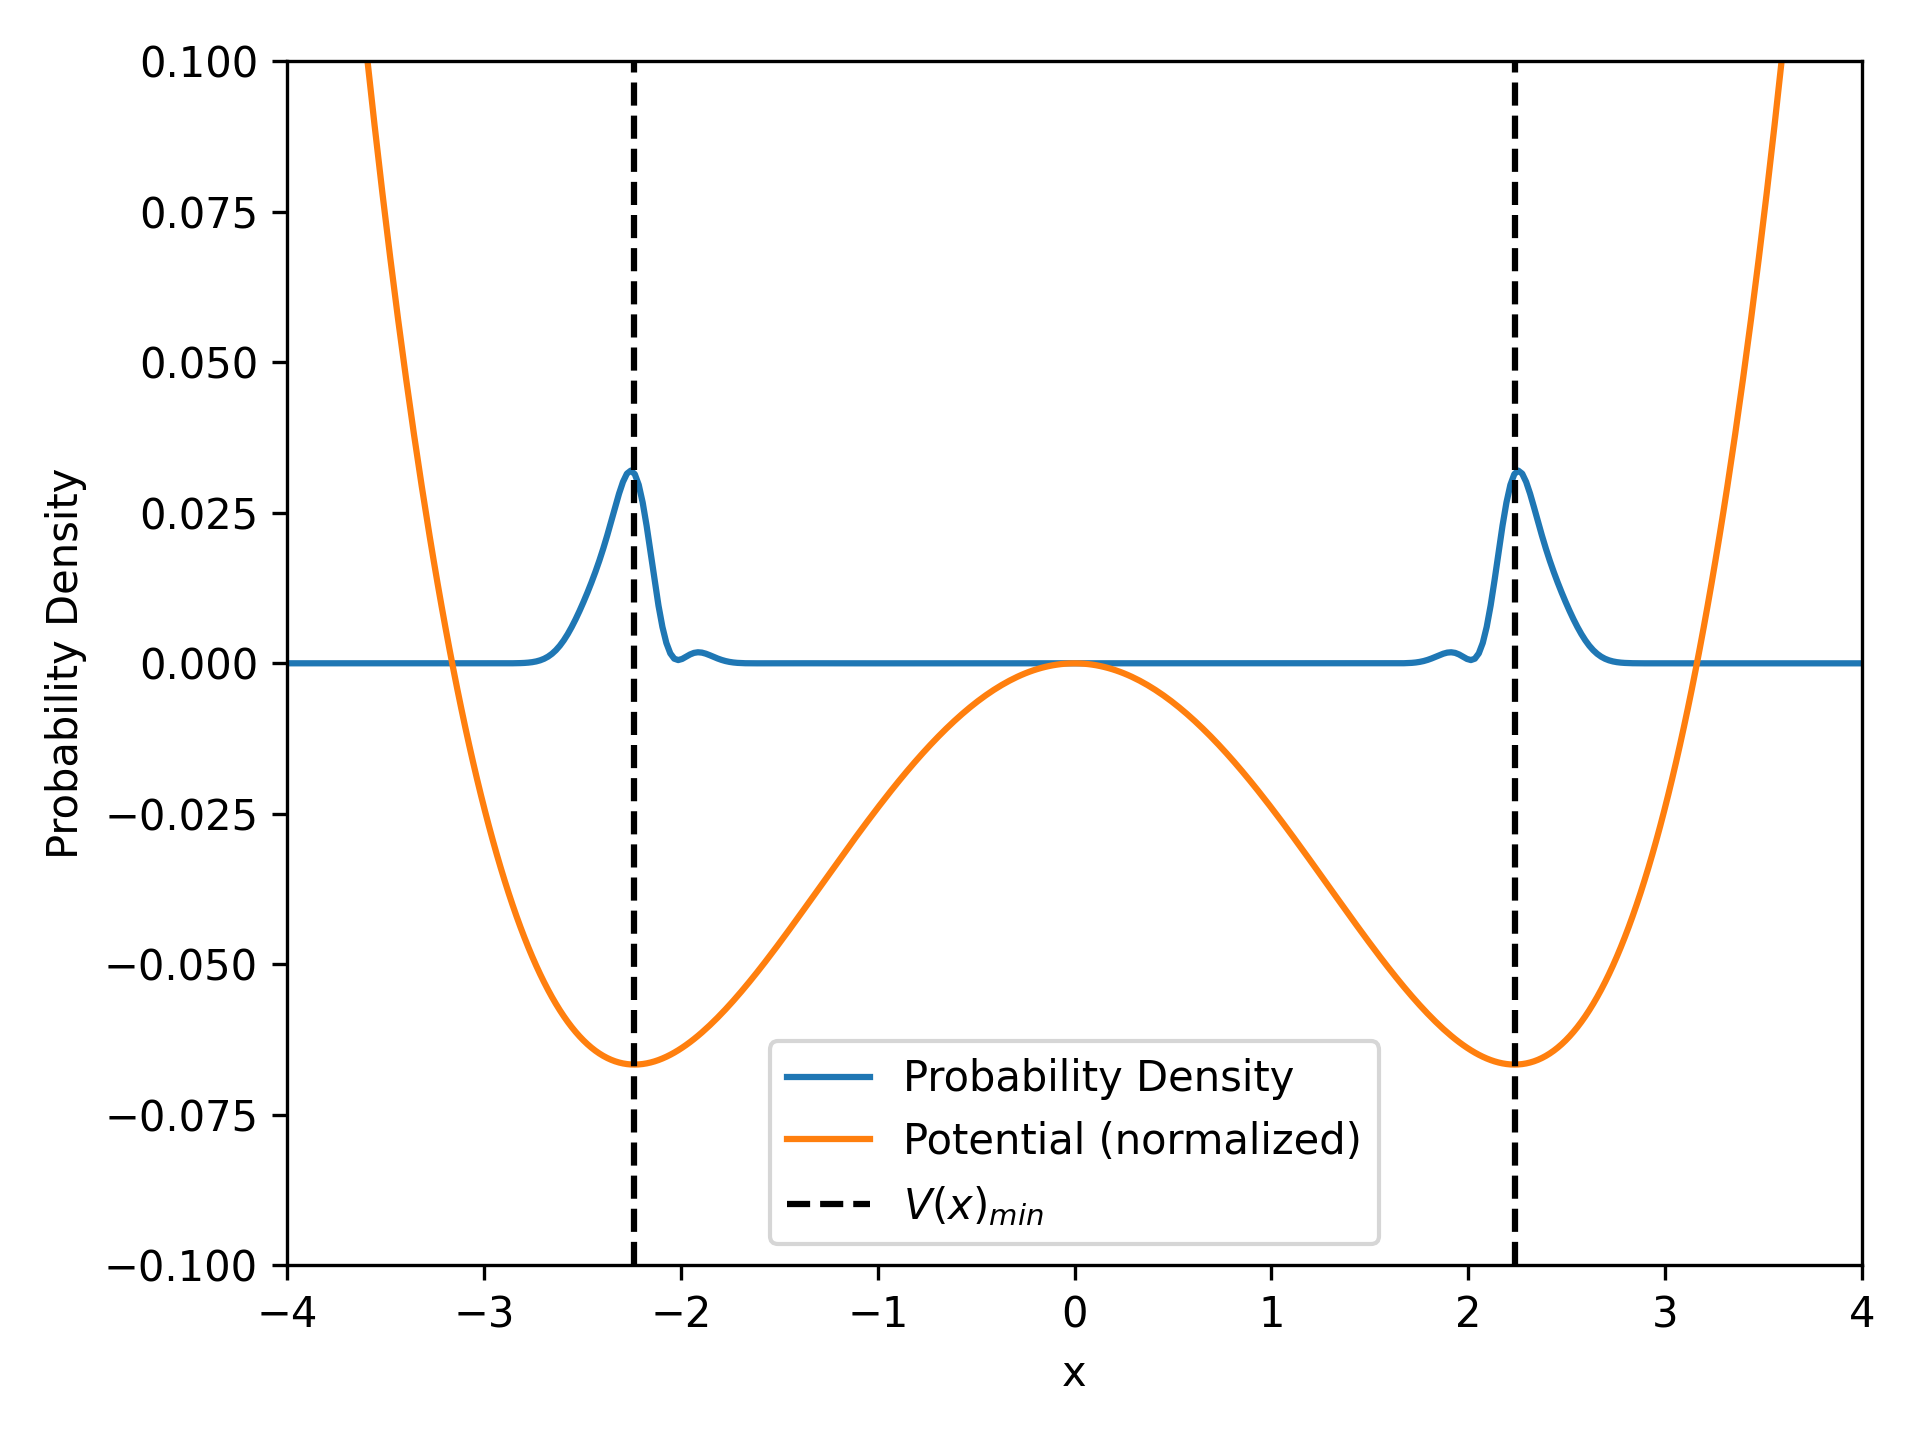 0.100
0.075
0.050
0.025
0.000
−0.025
−0.050
−0.075
−0.100
Probability Density
Probability Density
Potential (normalized)
V(x)min
−4 −3 −2 −1 0 1 2 3 4
x